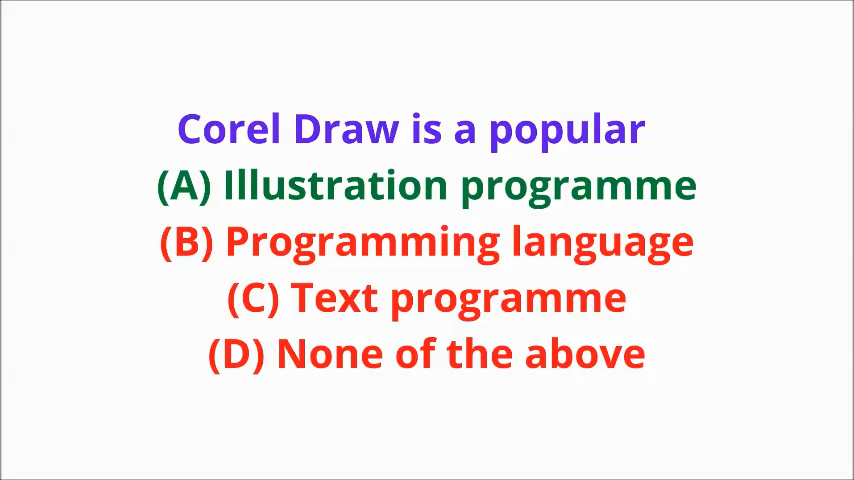 Corel Draw is a popular
(A) Illustration programme
(B) Programming language
(C) Text programme
(D) None of the above